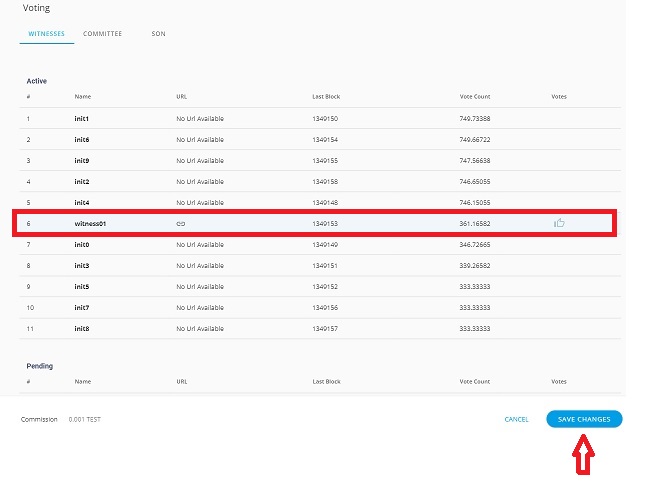 Voting
WITNESSES COMMITTEE SON
Active
# Name URL Last Block Vote Count Votes
1 init1 No Url Available 1349150 749.73388
2 init6 No Url Available 1349154 749.66722
3 init9 No Url Available 1349155 747.56638
4 init2 No Url Available 1349158 746.65055
5 init4 No Url Available 1349148 746.15055
6 witness01 1349153 361.16582
7 init0 No Url Available 1349149 346.72665
8 init3 No Url Available 1349151 339.26582
9 init5 No Url Available 1349152 333.33333
10 init7 No Url Available 1349156 333.33333
11 init8 No Url Available 1349157 333.33333
Pending
# Name URL Last Block Vote Count Votes
Commission 0.001 TEST CANCEL SAVE CHANGES